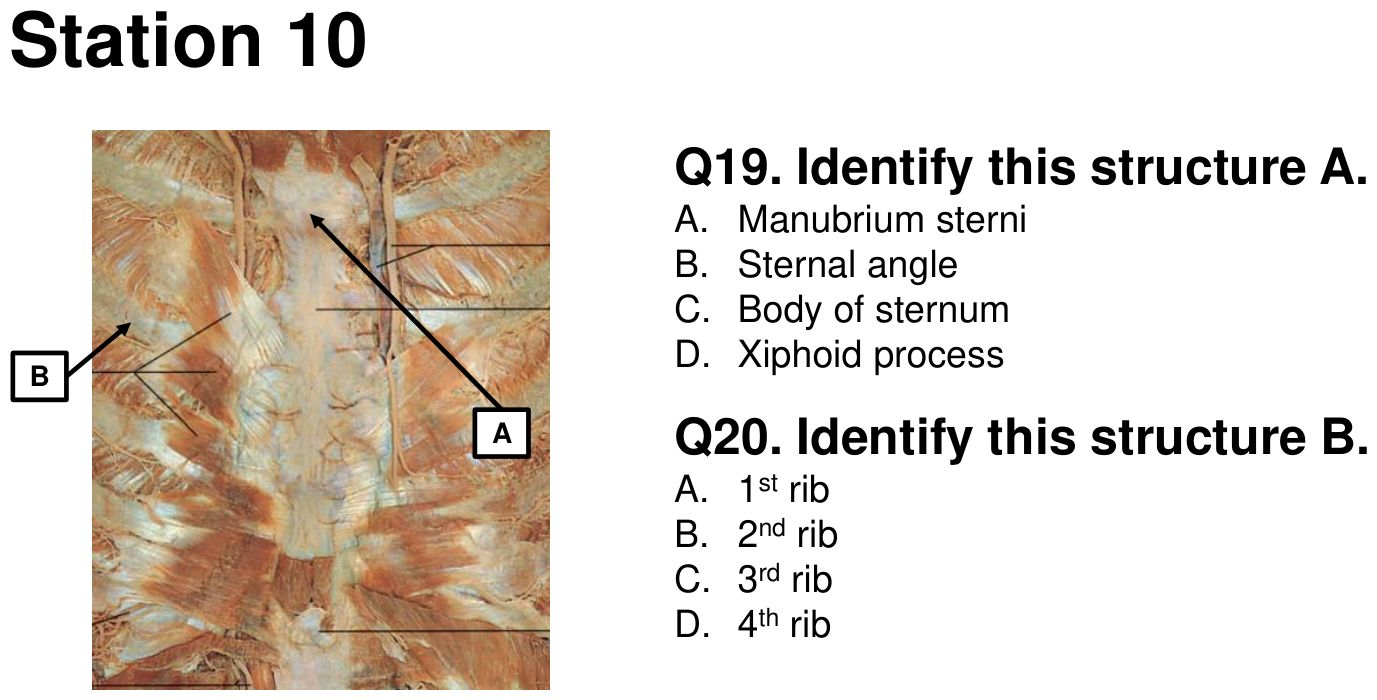 Station 10
Q19. Identify this structure A.
A. Manubrium sterni
B. Sternal angle
C. Body of sternum
D. Xiphoid process
B
A
Q20. Identify this structure B.
A. 1st rib
B. 2nd rib
C. 3rd rib
D. 4th rib